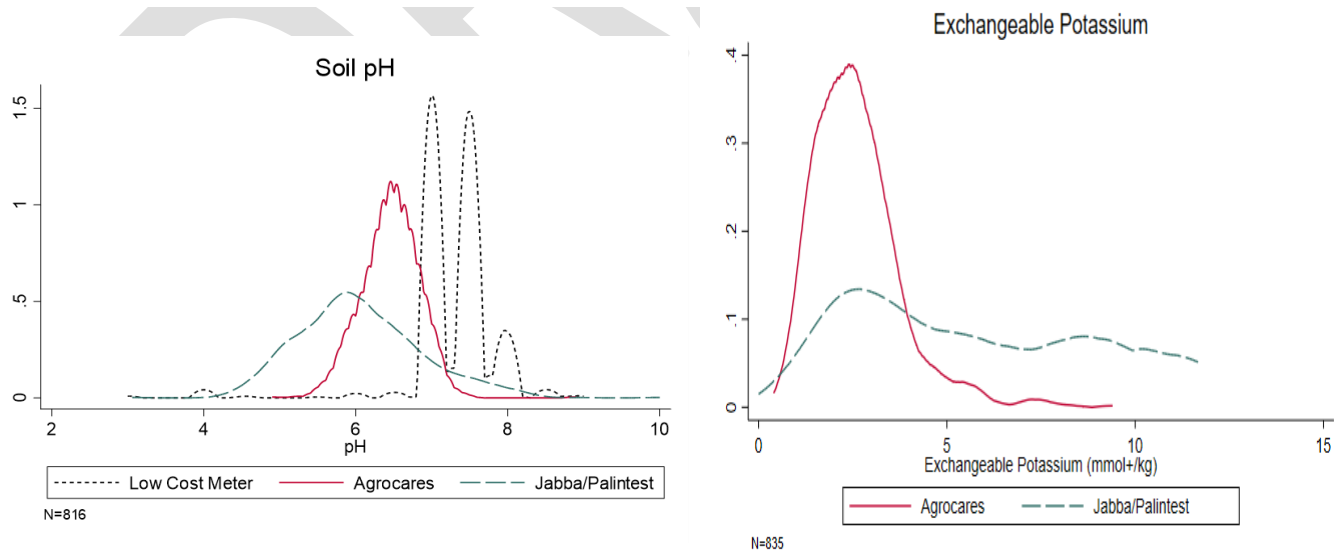 Soil pH
1.5
1
.5
0
2 4 6 8 10
pH
Low Cost Meter Agrocares Jabba/Palintest
N=816
Exchangeable Potassium
.4
.3
.2
.1
0
0 5 10 15
Exchangeable Potassium (mmol+/kg)
Agrocares Jabba/Palintest
N=835